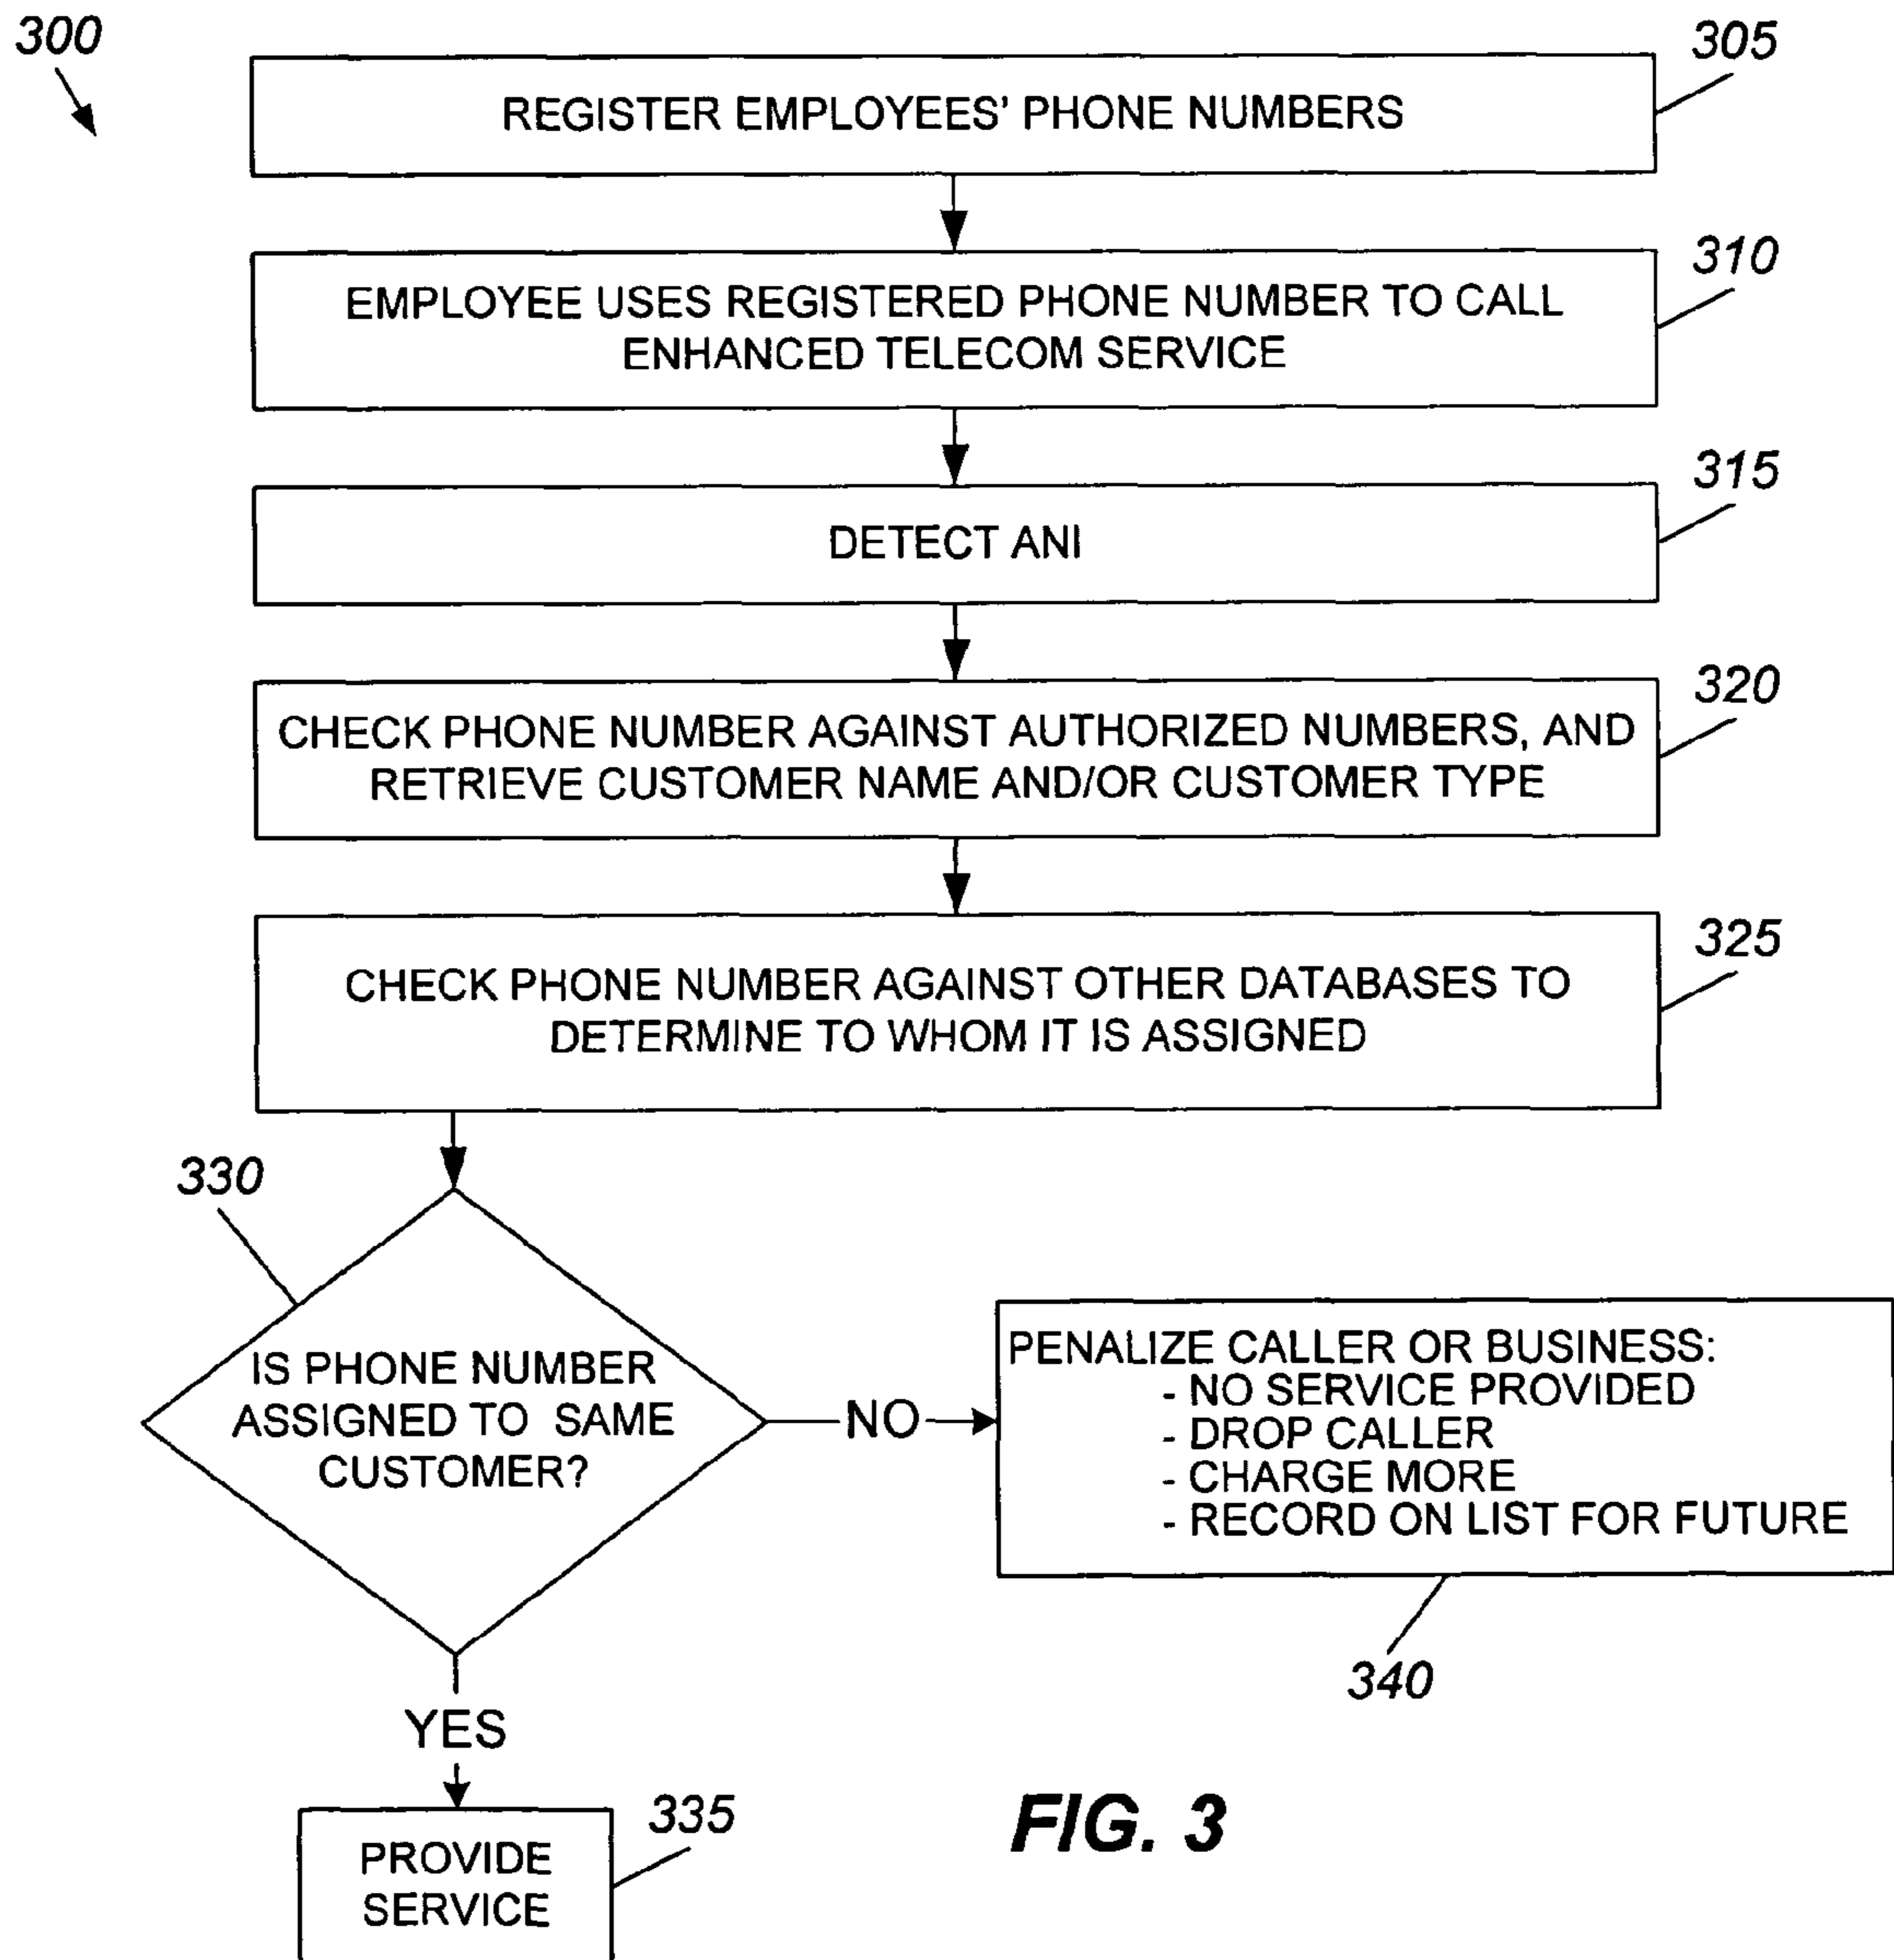 300
305
REGISTER EMPLOYEES' PHONE NUMBERS
310
EMPLOYEE USES REGISTERED PHONE NUMBER TO CALL
ENHANCED TELECOM SERVICE
315
DETECT ANI
320
CHECK PHONE NUMBER AGAINST AUTHORIZED NUMBERS, AND
RETRIEVE CUSTOMER NAME AND/OR CUSTOMER TYPE
325
CHECK PHONE NUMBER AGAINST OTHER DATABASES TO
DETERMINE TO WHOM IT IS ASSIGNED
330
IS PHONE NUMBER
ASSIGNED TO SAME
CUSTOMER?
NO
PENALIZE CALLER OR BUSINESS:
- NO SERVICE PROVIDED
- DROP CALLER
- CHARGE MORE
- RECORD ON LIST FOR FUTURE
340
YES
335
PROVIDE
SERVICE
FIG. 3